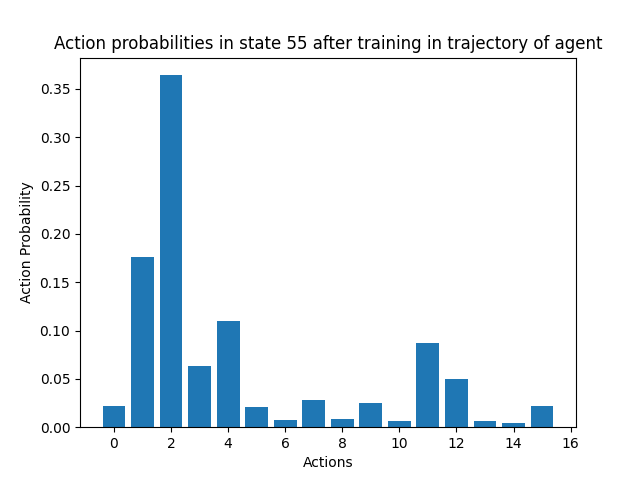 Action probabilities in state 55 after training in trajectory of agent
0.35
0.30
0.25
0.20
0.15
0.10
0.05
0.00
Action Probability
0 2 4 6 8 10 12 14 16
Actions